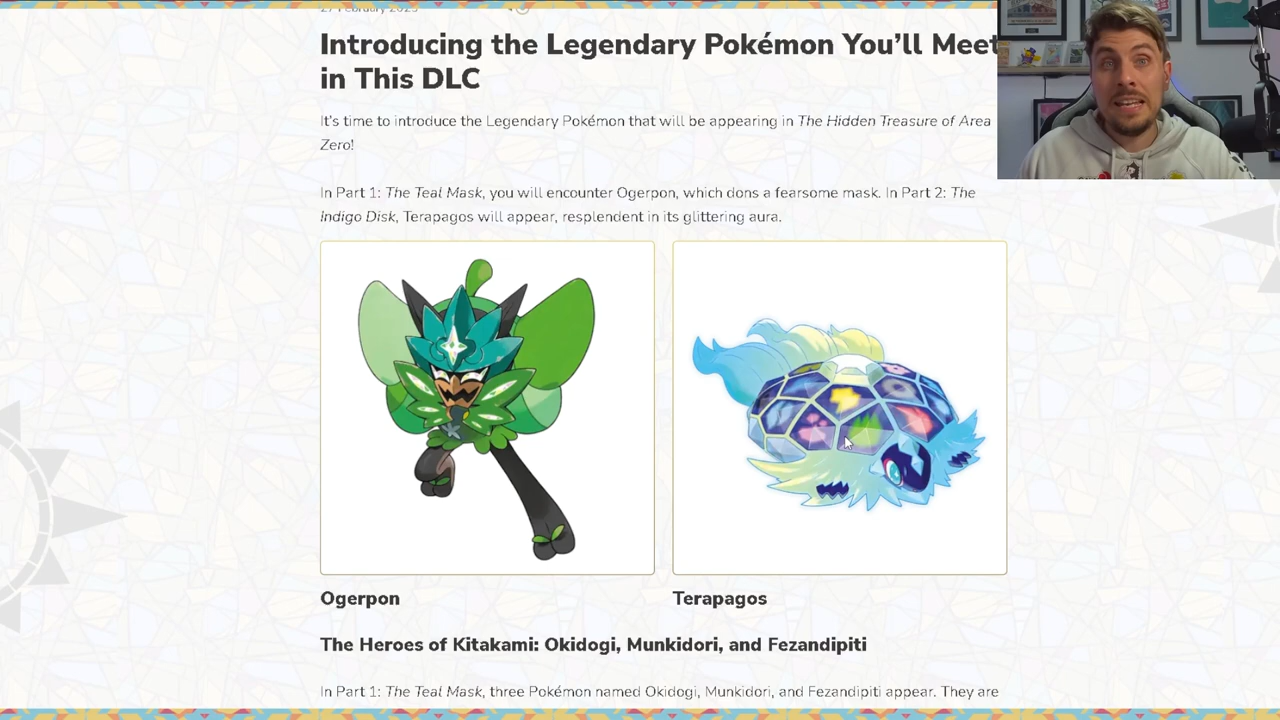 27 February 2023
Introducing the Legendary Pokémon You’ll Meet
in This DLC
It’s time to introduce the Legendary Pokémon that will be appearing in The Hidden Treasure of Area
Zero!
In Part 1: The Teal Mask, you will encounter Ogerpon, which dons a fearsome mask. In Part 2: The
Indigo Disk, Terapagos will appear, resplendent in its glittering aura.
Ogerpon
Terapagos
The Heroes of Kitakami: Okidogi, Munkidori, and Fezandipiti
In Part 1: The Teal Mask, three Pokémon named Okidogi, Munkidori, and Fezandipiti appear. They are